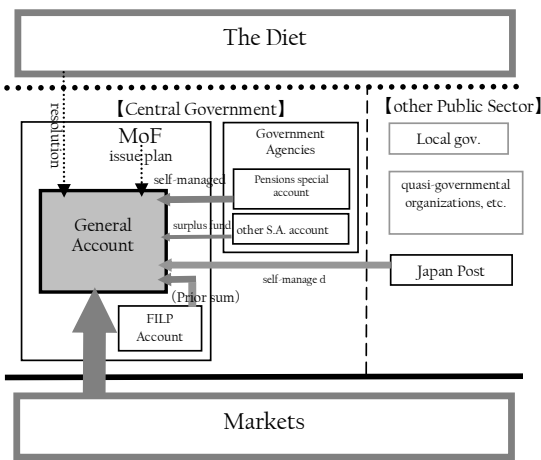 The Diet
【Central Government】
【other Public Sector】
resolution
MoF
issue plan
Government
Agencies
Local gov.
self-managed
Pensions special
account
quasi-governmental
organizations, etc.
General
Account
surplus fund
other S.A. account
self-manage d
Japan Post
(Prior sum)
FILP
Account
Markets